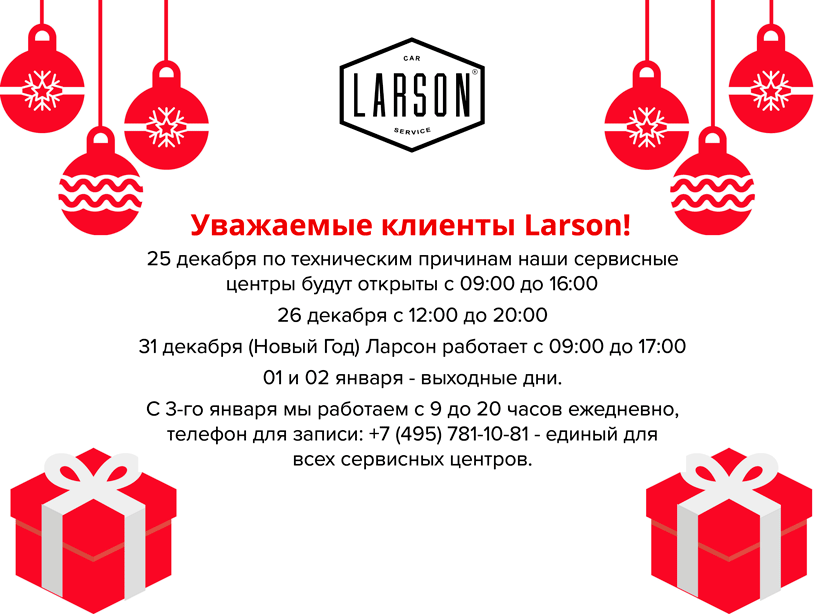 CAR
LARSON®
SERVICE
Уважаемые клиенты Larson!
25 декабря по техническим причинам наши сервисные
центры будут открыты с 09:00 до 16:00
26 декабря с 12:00 до 20:00
31 декабря (Новый Год) Ларсон работает с 09:00 до 17:00
01 и 02 января - выходные дни.
С 3-го января мы работаем с 9 до 20 часов ежедневно,
телефон для записи: +7 (495) 781-10-81 - единый для
всех сервисных центров.